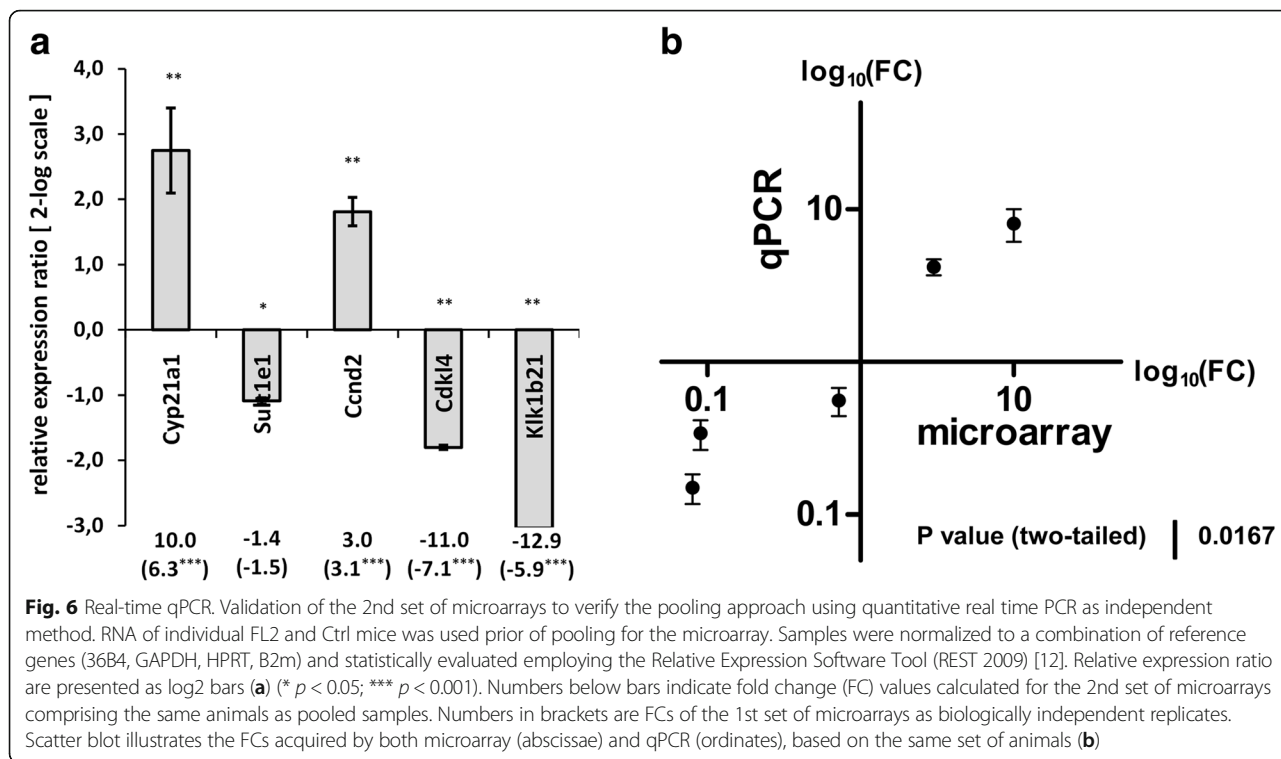 a
relative expression ratio [ 2-log scale ]
4,0
3,0
2,0
1,0
0,0
-1,0
-2,0
-3,0
**
*
**
**
**
Cyp21a1
Sult1e1
Ccnd2
Cdkl4
Klk1b21
10.0 -1.4 3.0 -11.0 -12.9
(6.3***) (-1.5) (3.1***) (-7.1***) (-5.9***)
b
log10(FC)
qPCR
10
0.1
0.1
10
log10(FC)
microarray
P value (two-tailed) | 0.0167
Fig. 6 Real-time qPCR. Validation of the 2nd set of microarrays to verify the pooling approach using quantitative real time PCR as independent
method. RNA of individual FL2 and Ctrl mice was used prior of pooling for the microarray. Samples were normalized to a combination of reference
genes (36B4, GAPDH, HPRT, B2m) and statistically evaluated employing the Relative Expression Software Tool (REST 2009) [12]. Relative expression ratio
are presented as log2 bars (a) (* p < 0.05; *** p < 0.001). Numbers below bars indicate fold change (FC) values calculated for the 2nd set of microarrays
comprising the same animals as pooled samples. Numbers in brackets are FCs of the 1st set of microarrays as biologically independent replicates.
Scatter blot illustrates the FCs acquired by both microarray (abscissae) and qPCR (ordinates), based on the same set of animals (b)